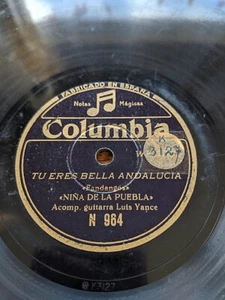 FABRICADO EN ESPAÑA
Notas Mágicas
Columbia
TU ERES BELLA ANDALUCIA
«Fandangos»
«NIÑA DE LA PUEBLA»
Acomp. guitarra Luis Yance
N 964
K3127